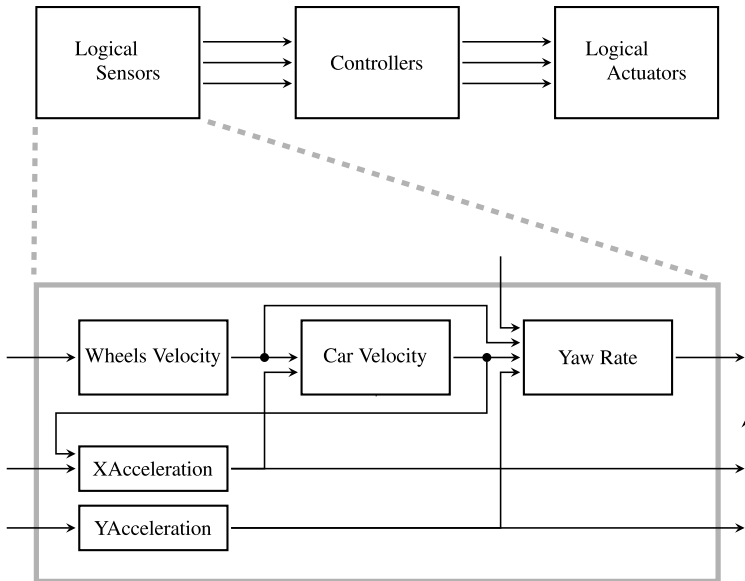 Logical
Sensors
Controllers
Logical
Actuators
Wheels Velocity
Car Velocity
Yaw Rate
XAcceleration
YAcceleration